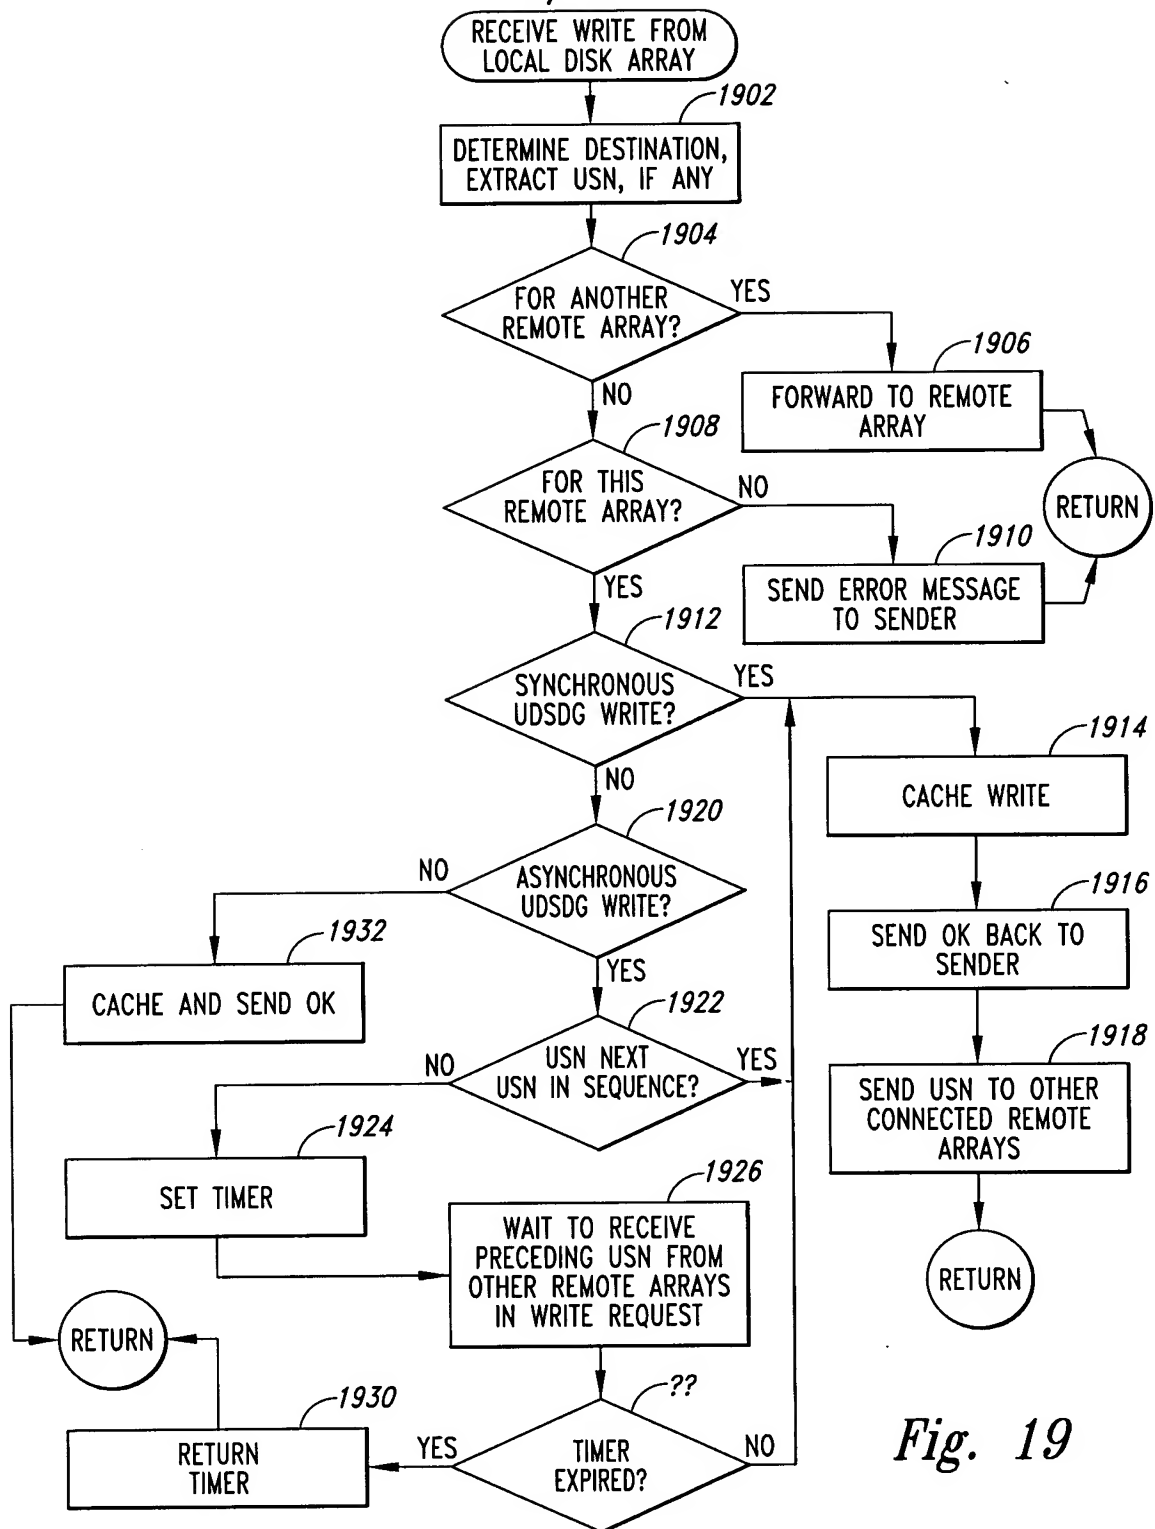 RECEIVE WRITE FROM
LOCAL DISK ARRAY
1902
DETERMINE DESTINATION,
EXTRACT USN, IF ANY
1904
FOR ANOTHER
REMOTE ARRAY?
YES
NO
1906
FORWARD TO REMOTE
ARRAY
1908
FOR THIS
REMOTE ARRAY?
NO
YES
RETURN
1910
SEND ERROR MESSAGE
TO SENDER
1912
SYNCHRONOUS
UDSDG WRITE?
YES
NO
1914
CACHE WRITE
1920
ASYNCHRONOUS
UDSDG WRITE?
NO
YES
1916
SEND OK BACK TO
SENDER
1932
CACHE AND SEND OK
1922
USN NEXT
USN IN SEQUENCE?
NO
YES
1918
SEND USN TO OTHER
CONNECTED REMOTE
ARRAYS
1924
SET TIMER
1926
WAIT TO RECEIVE
PRECEDING USN FROM
OTHER REMOTE ARRAYS
IN WRITE REQUEST
RETURN
RETURN
??
TIMER
EXPIRED?
YES
NO
1930
RETURN
TIMER
Fig. 19